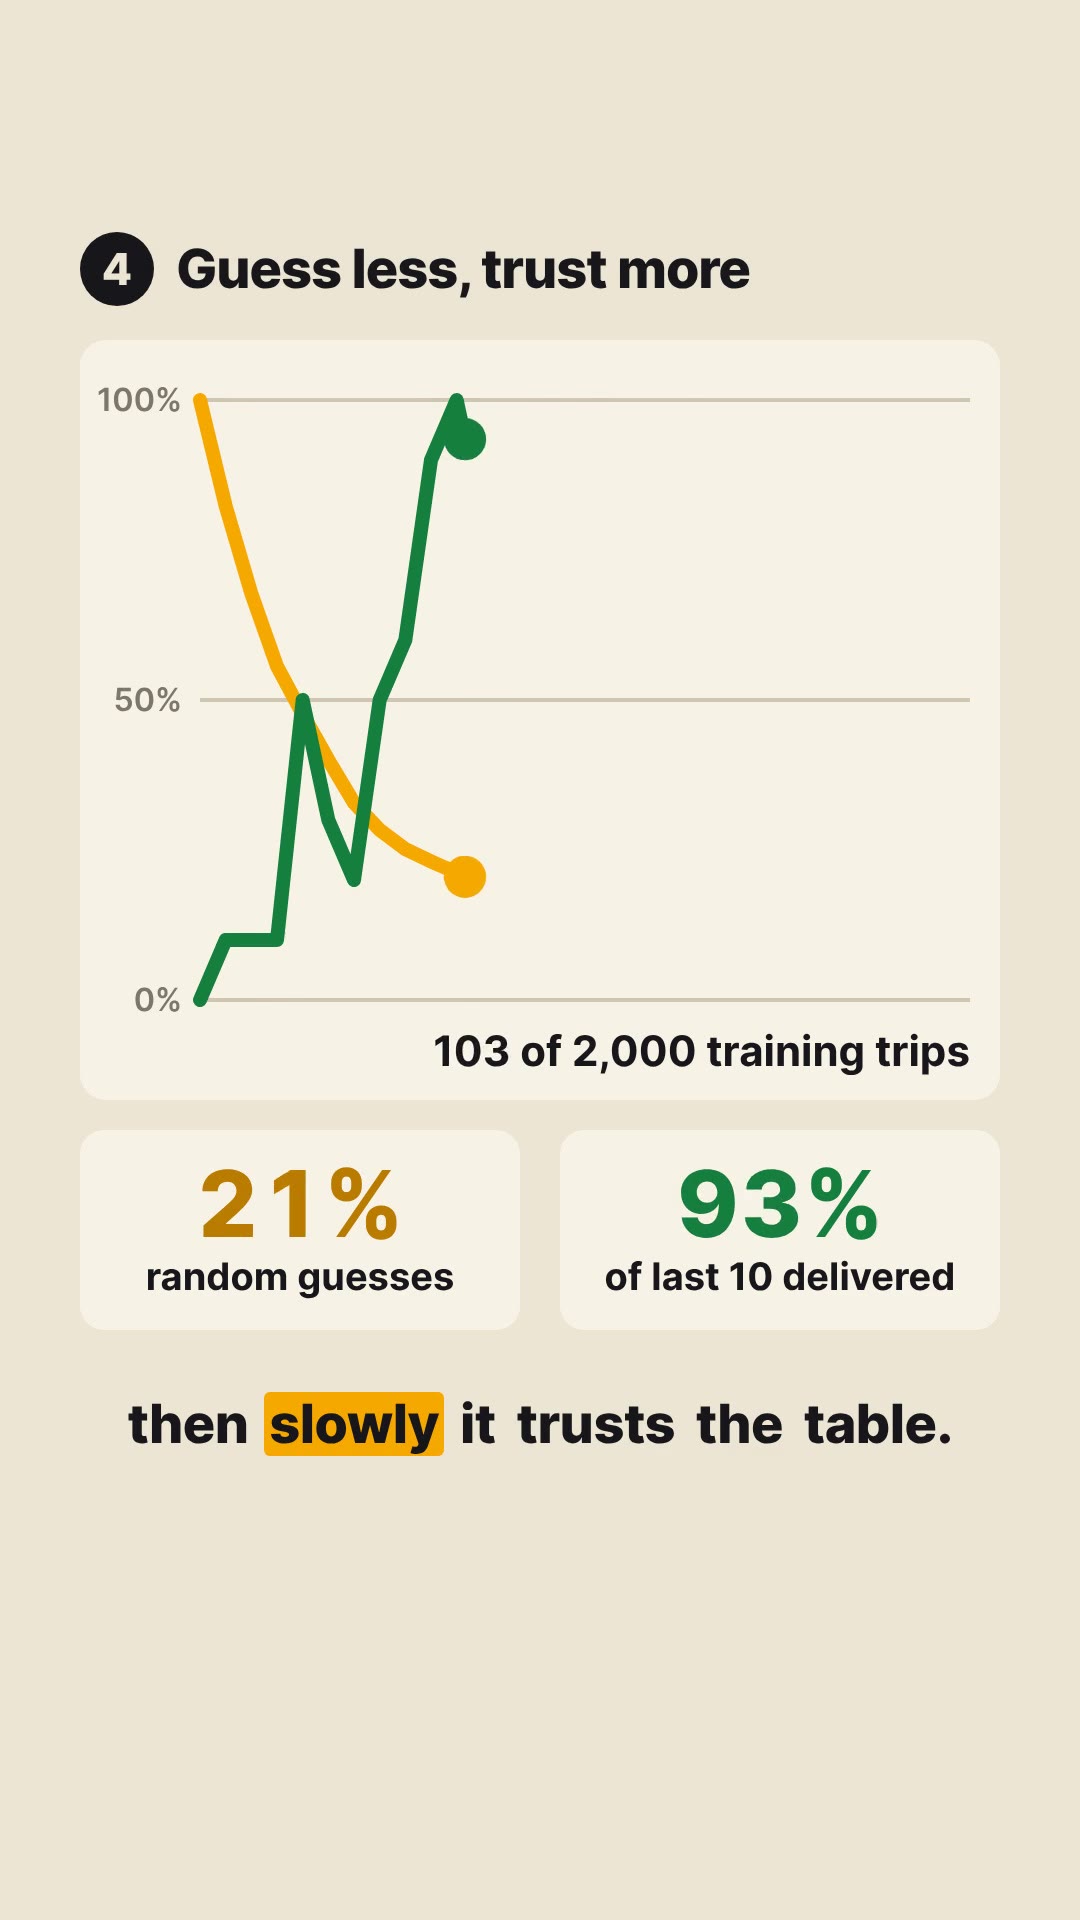 4 Guess less, trust more
100%
50%
0%
103 of 2,000 training trips
21%
random guesses
93%
of last 10 delivered
then slowly it trusts the table.